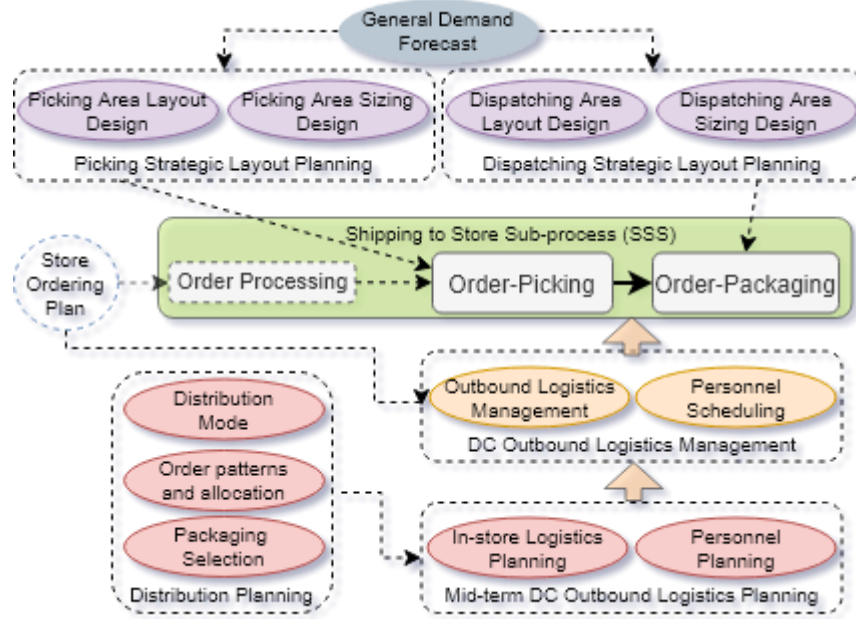 General Demand
Forecast
Picking Area Layout
Design
Picking Area Sizing
Design
Picking Strategic Layout Planning
Dispatching Area
Layout Design
Dispatching Area
Sizing Design
Dispatching Strategic Layout Planning
Shipping to Store Sub-process (SSS)
Store
Ordering
Plan
Order Processing
Order-Picking
Order-Packaging
Outbound Logistics
Management
Personnel
Scheduling
DC Outbound Logistics Management
Distribution
Mode
Order patterns
and allocation
Packaging
Selection
Distribution Planning
In-store Logistics
Planning
Personnel
Planning
Mid-term DC Outbound Logistics Planning